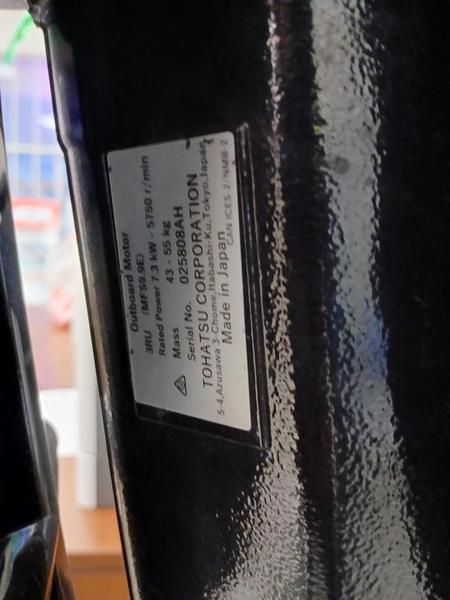 Outboard Motor
3RU (MFS9.9E)
Rated Power 7.3 kW - 5750 r/min
Mass 43 - 55 kg
Serial No. 025808AH
TOHATSU CORPORATION
5-4,Azusawa 3-Chome,Itabashi-Ku,Tokyo,Japan
Made in Japan
CAN ICES-2/NMB-2